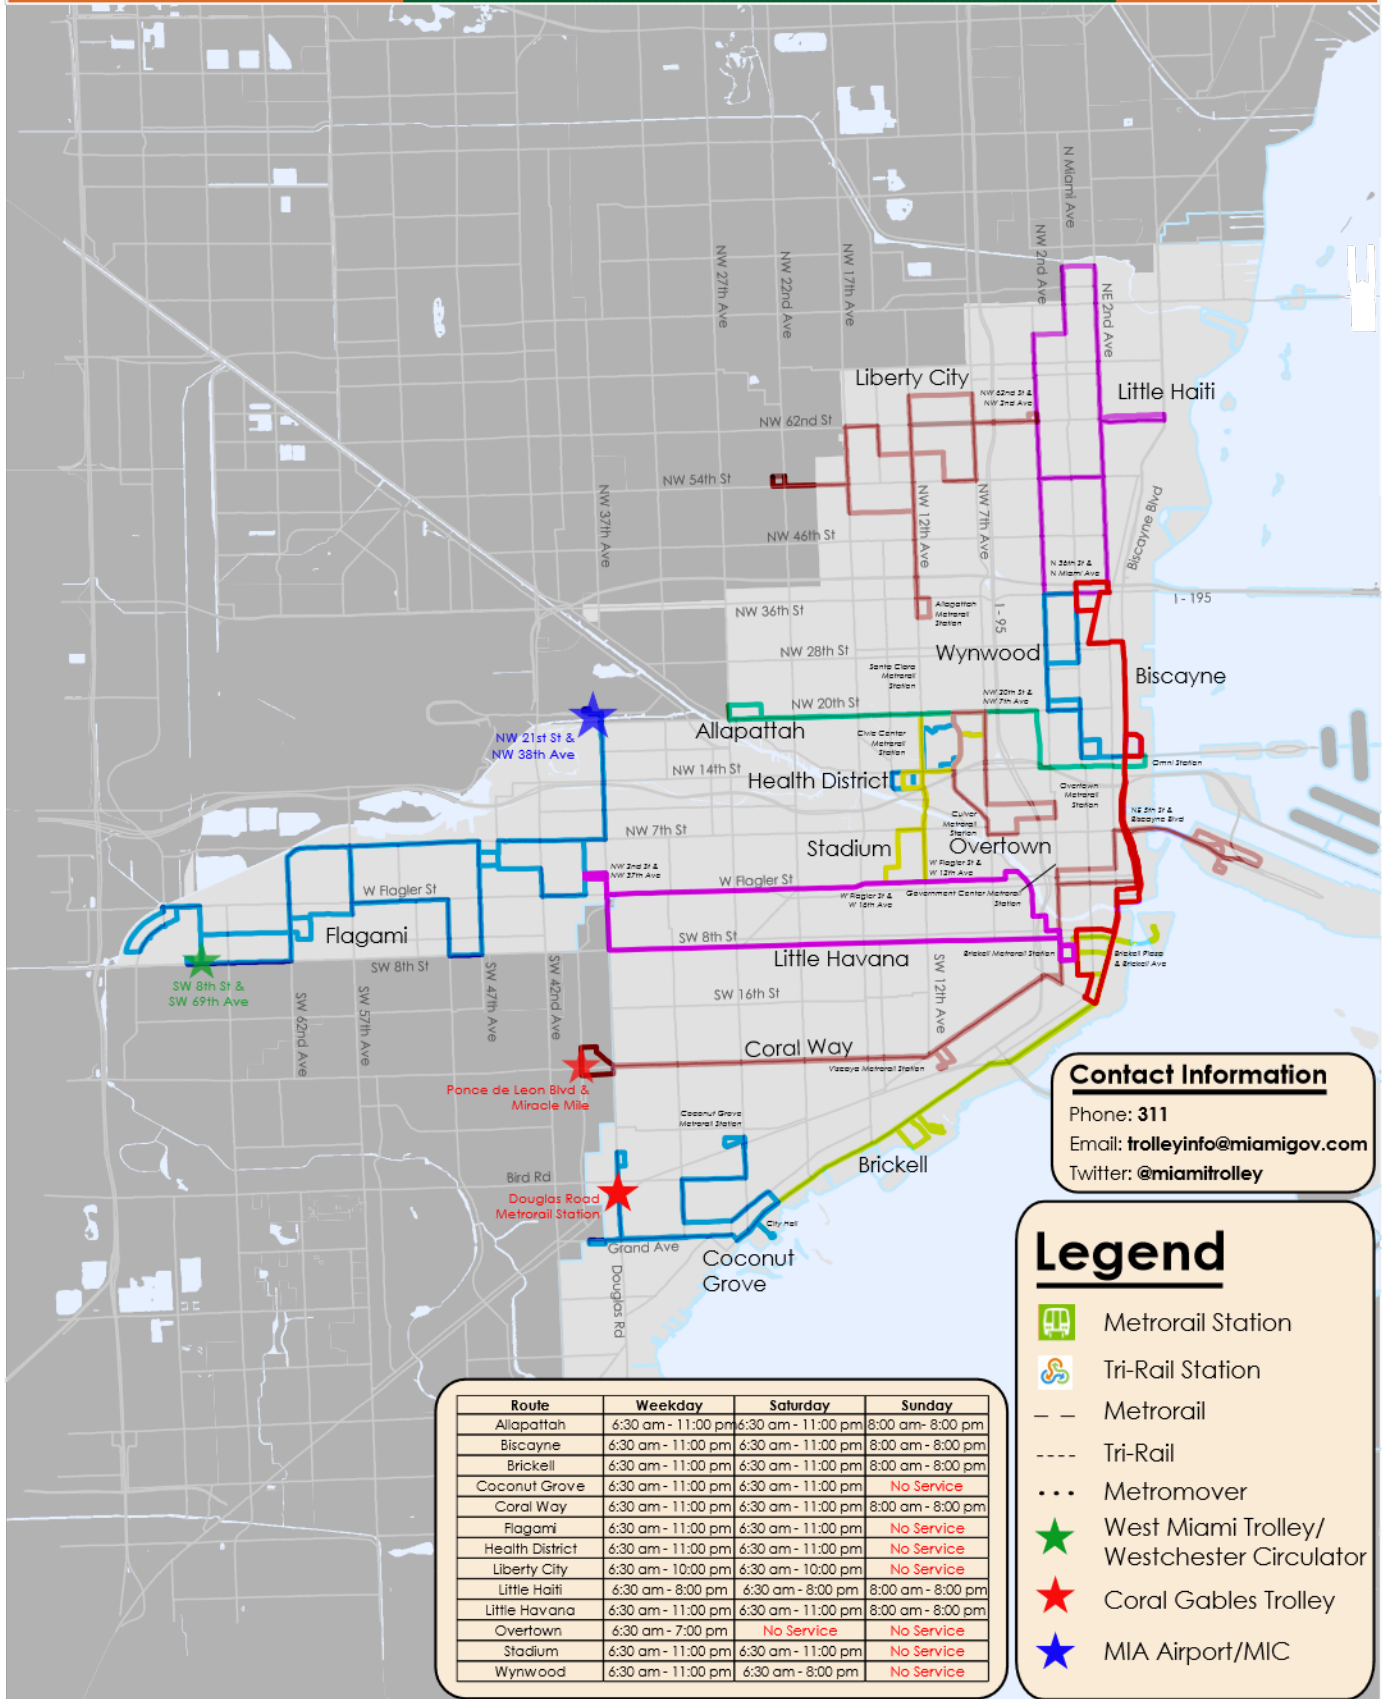 N Miami Ave
NW 2nd Ave
NW 27th Ave
NW 22nd Ave
NW 17th Ave
NE 2nd Ave
Liberty City
NW 62nd St &
NW 2nd Ave
Little Haiti
NW 62nd St
NW 54th St
NW 37th Ave
NW 12th Ave
NW 7th Ave
Biscayne Blvd
NW 46th St
N 36th St &
N Miami Ave
I - 195
NW 36th St
Allapattah
Metrorail
Station
I - 95
NW 28th St
Wynwood
Santa Clara
Metrorail
Station
Biscayne
NW 20th St &
NW 7th Ave
NW 20th St
Allapattah
NW 21st St &
NW 38th Ave
Civic Center
Metrorail
Station
Omni Station
NW 14th St
Health District
Overtown
Metrorail
Station
Culver
Metrorail
Station
NE 5th St &
Biscayne Blvd
NW 7th St
Stadium
Overtown
NW 2nd St &
NW 37th Ave
W Flagler St &
W 12th Ave
W Flagler St
W Flagler St
W Flagler St &
W 16th Ave
Government Center Metrorail
Station
Flagami
SW 8th St
Little Havana
Brickell Metrorail Station
Brickell Plaza
& Brickell Ave
SW 8th St
SW 8th St &
SW 69th Ave
SW 62nd Ave
SW 57th Ave
SW 47th Ave
SW 42nd Ave
SW 16th St
SW 12th Ave
Coral Way
Vizcaya Metrorail Station
Ponce de Leon Blvd &
Miracle Mile
Coconut Grove
Metrorail Station
Brickell
Bird Rd
Douglas Road
Metrorail Station
City Hall
Grand Ave
Coconut
Grove
Douglas Rd
Contact Information
Phone: 311
Email: trolleyinfo@miamigov.com
Twitter: @miamitrolley
Legend
Metrorail Station
Tri-Rail Station
Metrorail
Tri-Rail
Metromover
West Miami Trolley/
Westchester Circulator
Coral Gables Trolley
MIA Airport/MIC
Route Weekday Saturday Sunday
Allapattah 6:30 am - 11:00 pm 6:30 am - 11:00 pm 8:00 am- 8:00 pm
Biscayne 6:30 am - 11:00 pm 6:30 am - 11:00 pm 8:00 am - 8:00 pm
Brickell 6:30 am - 11:00 pm 6:30 am - 11:00 pm 8:00 am - 8:00 pm
Coconut Grove 6:30 am - 11:00 pm 6:30 am - 11:00 pm No Service
Coral Way 6:30 am - 11:00 pm 6:30 am - 11:00 pm 8:00 am - 8:00 pm
Flagami 6:30 am - 11:00 pm 6:30 am - 11:00 pm No Service
Health District 6:30 am - 11:00 pm 6:30 am - 11:00 pm No Service
Liberty City 6:30 am - 10:00 pm 6:30 am - 10:00 pm No Service
Little Haiti 6:30 am - 8:00 pm 6:30 am - 8:00 pm 8:00 am - 8:00 pm
Little Havana 6:30 am - 11:00 pm 6:30 am - 11:00 pm 8:00 am - 8:00 pm
Overtown 6:30 am - 7:00 pm No Service No Service
Stadium 6:30 am - 11:00 pm 6:30 am - 11:00 pm No Service
Wynwood 6:30 am - 11:00 pm 6:30 am - 8:00 pm No Service